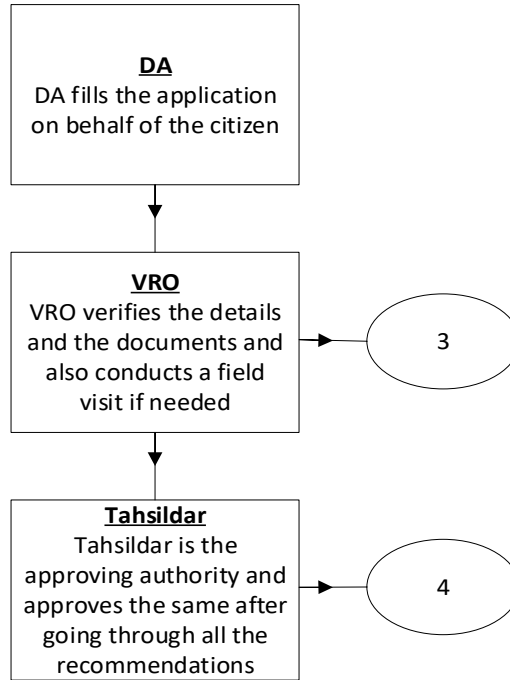 DA
DA fills the application
on behalf of the citizen
VRO
VRO verifies the details
and the documents and
also conducts a field
visit if needed
3
Tahsildar
Tahsildar is the
approving authority and
approves the same after
going through all the
recommendations
4